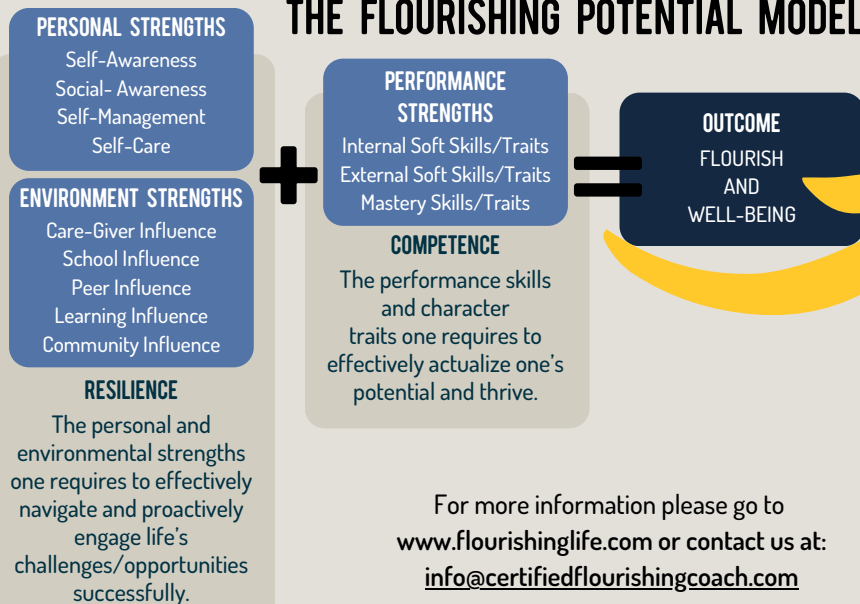 THE FLOURISHING POTENTIAL MODEL
PERSONAL STRENGTHS
Self-Awareness
Social- Awareness
Self-Management
Self-Care
ENVIRONMENT STRENGTHS
Care-Giver Influence
School Influence
Peer Influence
Learning Influence
Community Influence
RESILIENCE
The personal and
environmental strengths
one requires to effectively
navigate and proactively
engage life's
challenges/opportunities
successfully.
+
PERFORMANCE
STRENGTHS
Internal Soft Skills/Traits
External Soft Skills/Traits
Mastery Skills/Traits
COMPETENCE
The performance skills
and character
traits one requires to
effectively actualize one's
potential and thrive.
=
OUTCOME
FLOURISH
AND
WELL-BEING
For more information please go to
www.flourishinglife.com or contact us at:
info@certifiedflourishingcoach.com